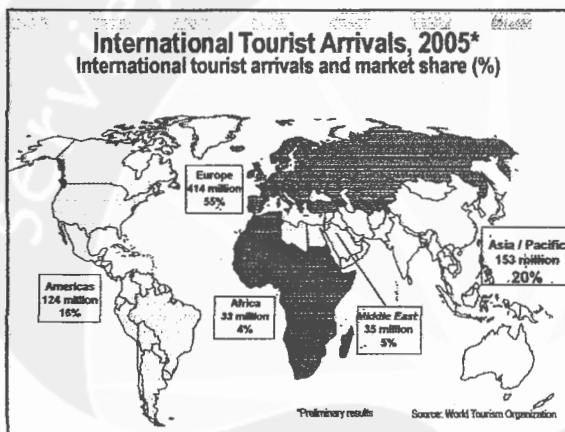 International Tourist Arrivals, 2005*
International tourist arrivals and market share (%)
Europe
414 million
55%
Asia / Pacific
153 million
20%
Americas
124 million
16%
Africa
33 million
4%
Middle East
35 million
5%
*Preliminary results
Source: World Tourism Organization